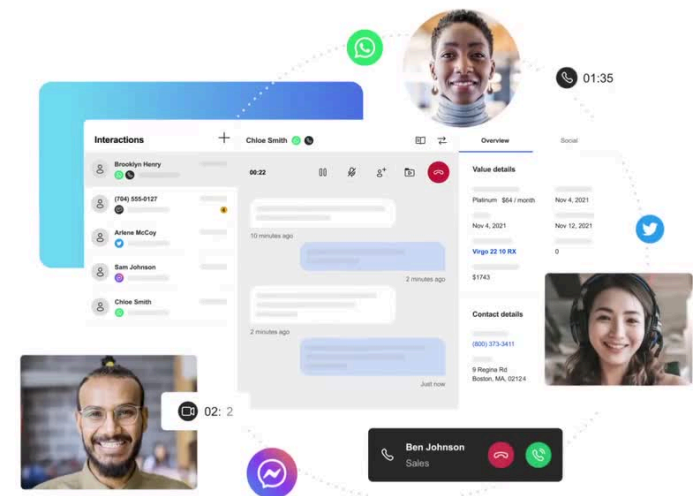 01:35
Interactions
Chloe Smith
Overview
Social
Brooklyn Henry
00:22
Value details
(704) 555-0127
Platinum $64 / month
Nov 4, 2021
Arlene McCoy
10 minutes ago
Nov 4, 2021
Nov 12, 2021
Virgo 22 10 RX
0
Sam Johnson
2 minutes ago
$1743
Chloe Smith
Contact details
2 minutes ago
(800) 373-3411
9 Regina Rd
Boston, MA, 02124
Just now
02: 2
Ben Johnson
Sales